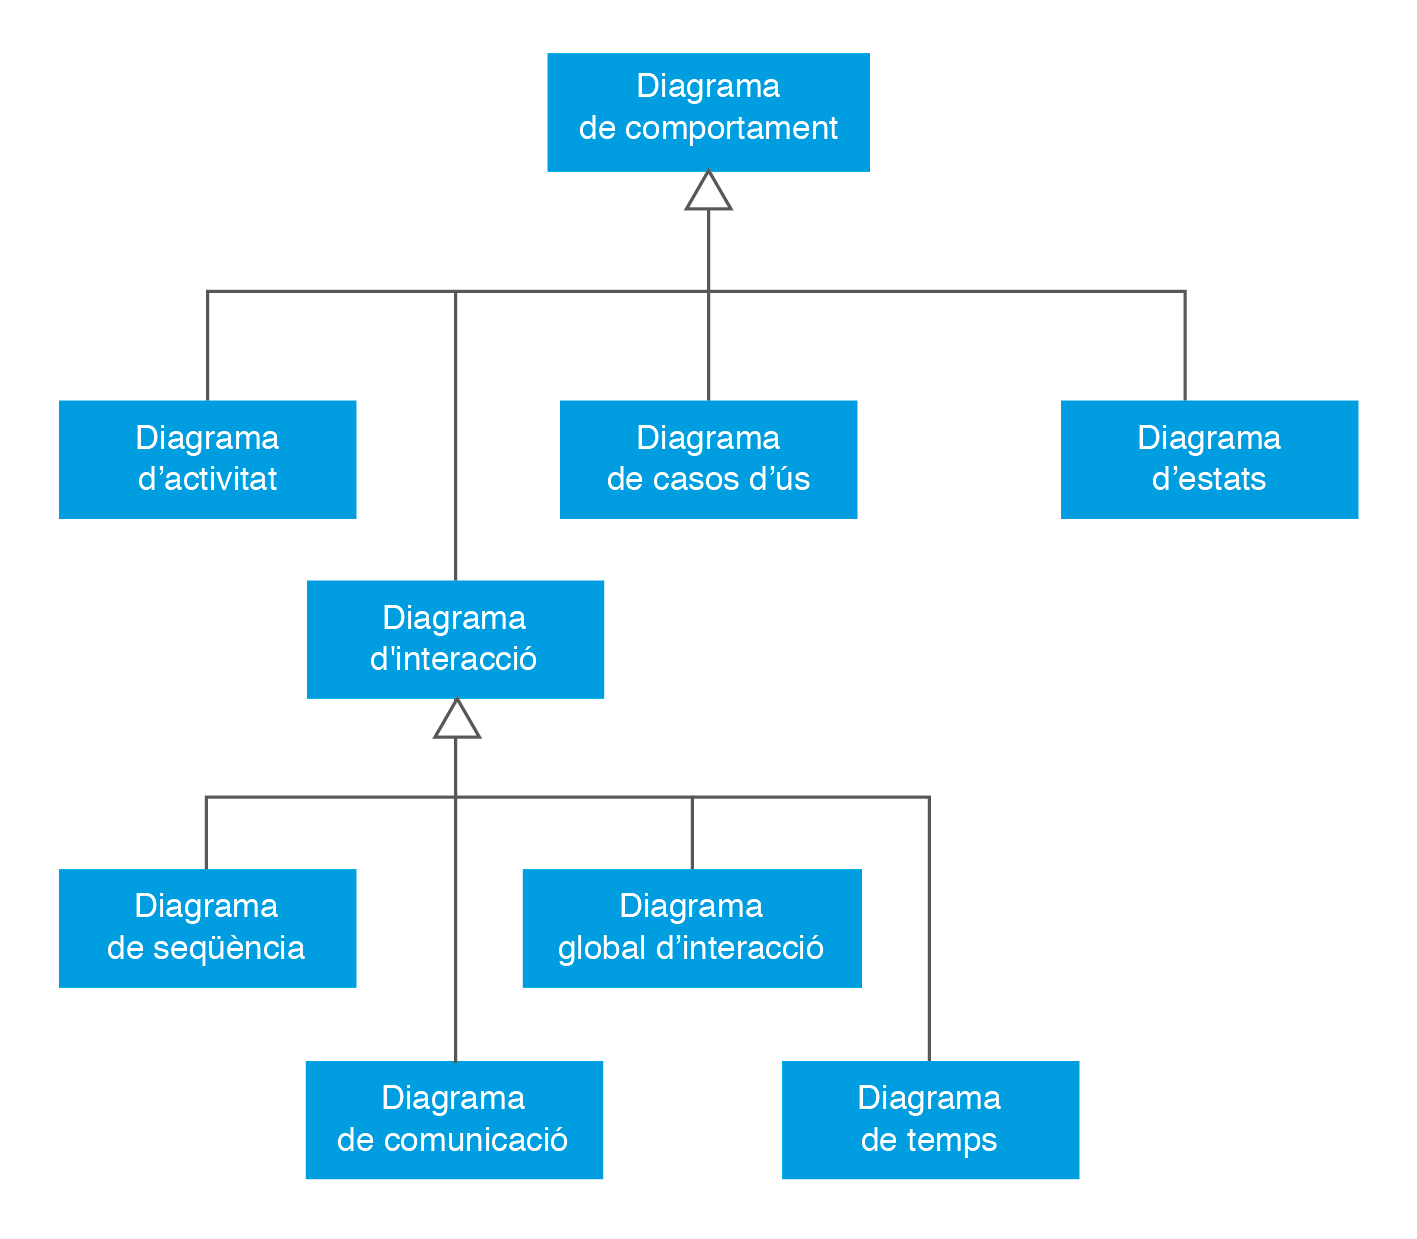 Diagrama
de comportament
Diagrama
d’activitat
Diagrama
de casos d’ús
Diagrama
d’estats
Diagrama
d'interacció
Diagrama
de seqüència
Diagrama
global d’interacció
Diagrama
de comunicació
Diagrama
de temps